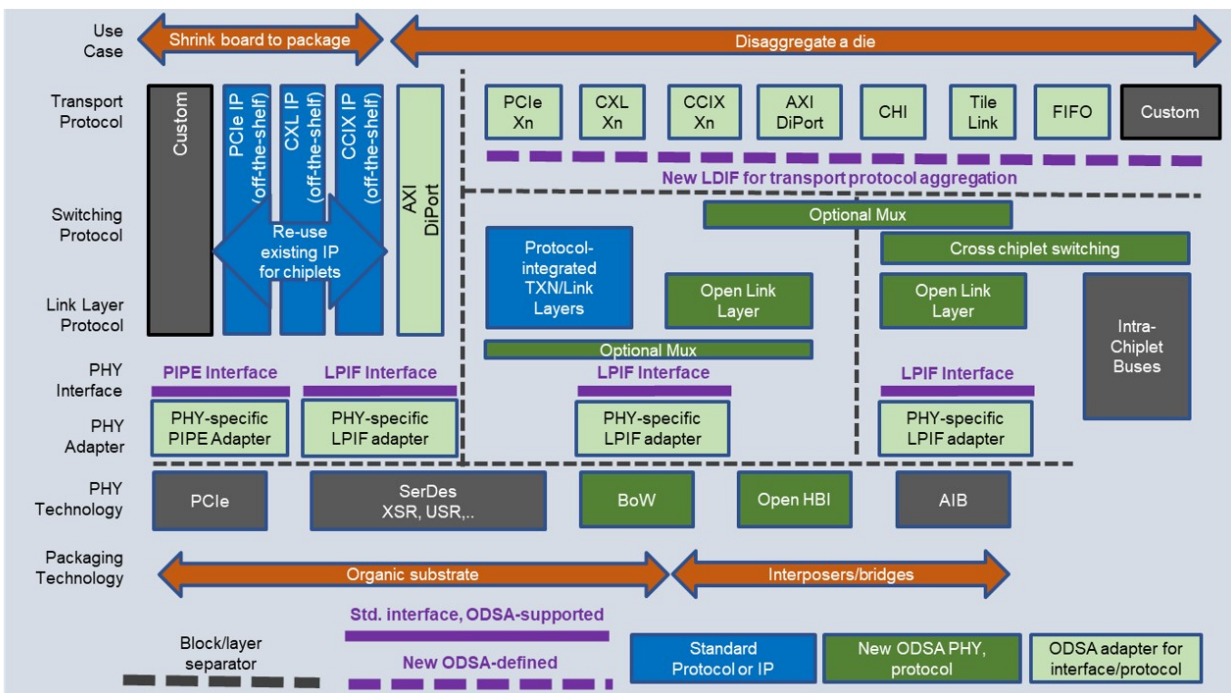 Use
Case
Shrink board to package
Disaggregate a die
Transport
Protocol
Custom
PCIe IP
(off-the-shelf)
CXL IP
(off-the-shelf)
CCIX IP
(off-the-shelf)
AXI
DiPort
PCIe
Xn
CXL
Xn
CCIX
Xn
AXI
DiPort
CHI
Tile
Link
FIFO
Custom
New LDIF for transport protocol aggregation
Switching
Protocol
Re-use
existing IP
for chiplets
Optional Mux
Protocol-
integrated
TXN/Link
Layers
Cross chiplet switching
Link Layer
Protocol
Open Link
Layer
Open Link
Layer
Intra-
Chiplet
Buses
Optional Mux
PHY
Interface
PIPE Interface
LPIF Interface
LPIF Interface
LPIF Interface
PHY
Adapter
PHY-specific
PIPE Adapter
PHY-specific
LPIF adapter
PHY-specific
LPIF adapter
PHY-specific
LPIF adapter
PHY
Technology
PCIe
SerDes
XSR, USR,..
BoW
Open HBI
AIB
Packaging
Technology
Organic substrate
Interposers/bridges
Block/layer
separator
Std. interface, ODSA-supported
New ODSA-defined
Standard
Protocol or IP
New ODSA PHY,
protocol
ODSA adapter for
interface/protocol